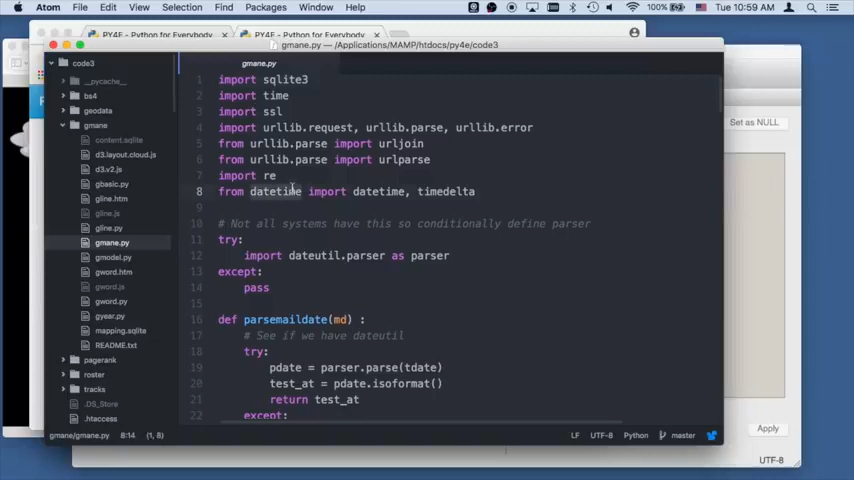 Atom File Edit View Selection Find Packages Window Help 100% Tue 10:59 AM
PY4E - Python for Everybody PY4E - Python for Everybody
gmane.py — /Applications/MAMP/htdocs/py4e/code3
code3
__pycache__
bs4
geodata
gmane
content.sqlite
d3.layout.cloud.js
d3.v2.js
gbasic.py
gline.htm
gline.js
gline.py
gmane.py
gmodel.py
gword.htm
gword.js
gword.py
gyear.py
mapping.sqlite
README.txt
pagerank
roster
tracks
.DS_Store
.htaccess
gmane.py
1 import sqlite3
2 import time
3 import ssl
4 import urllib.request, urllib.parse, urllib.error
5 from urllib.parse import urljoin
6 from urllib.parse import urlparse
7 import re
8 from datetime import datetime, timedelta
9
10 # Not all systems have this so conditionally define parser
11 try:
12 import dateutil.parser as parser
13 except:
14 pass
15
16 def parsemaildate(md) :
17 # See if we have dateutil
18 try:
19 pdate = parser.parse(tdate)
20 test_at = pdate.isoformat()
21 return test_at
22 except:
gmane/gmane.py 8:14 (1, 8) LF UTF-8 Python master
Set as NULL
Apply
UTF-8